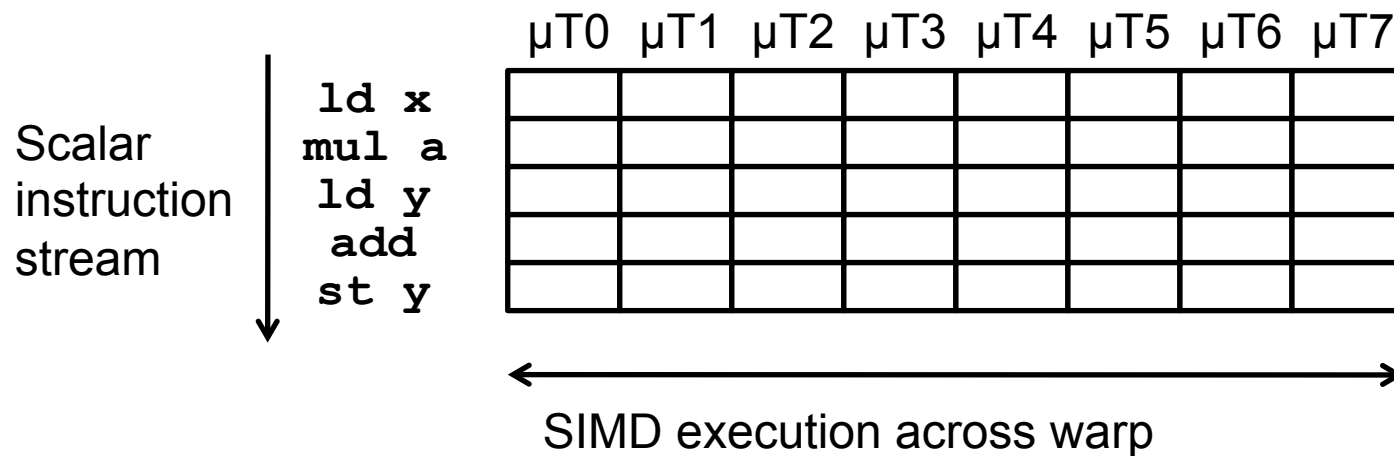 µT0 µT1 µT2 µT3 µT4 µT5 µT6 µT7
Scalar
instruction
stream
ld x
mul a
ld y
add
st y
SIMD execution across warp